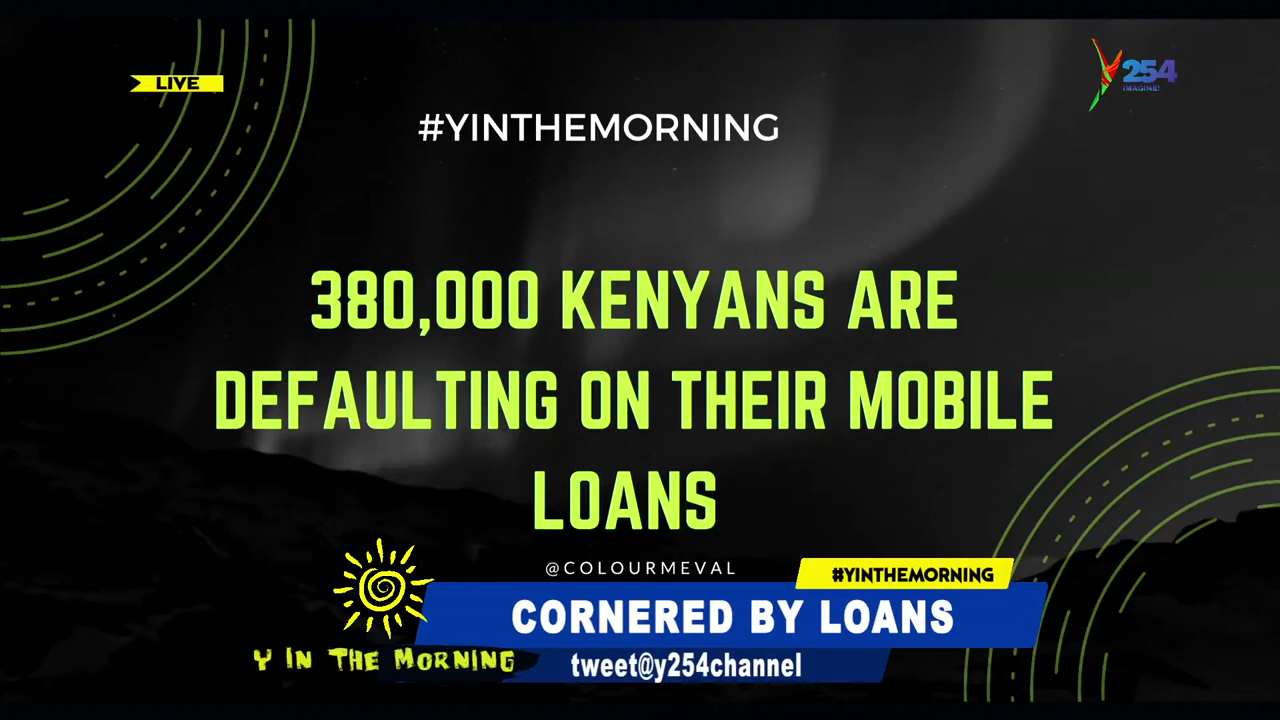 LIVE
Y254
IMAGINE!
#YINTHEMORNING
380,000 KENYANS ARE
DEFAULTING ON THEIR MOBILE
LOANS
@COLOURMEVAL
#YINTHEMORNING
CORNERED BY LOANS
Y IN THE MORNING
tweet@y254channel